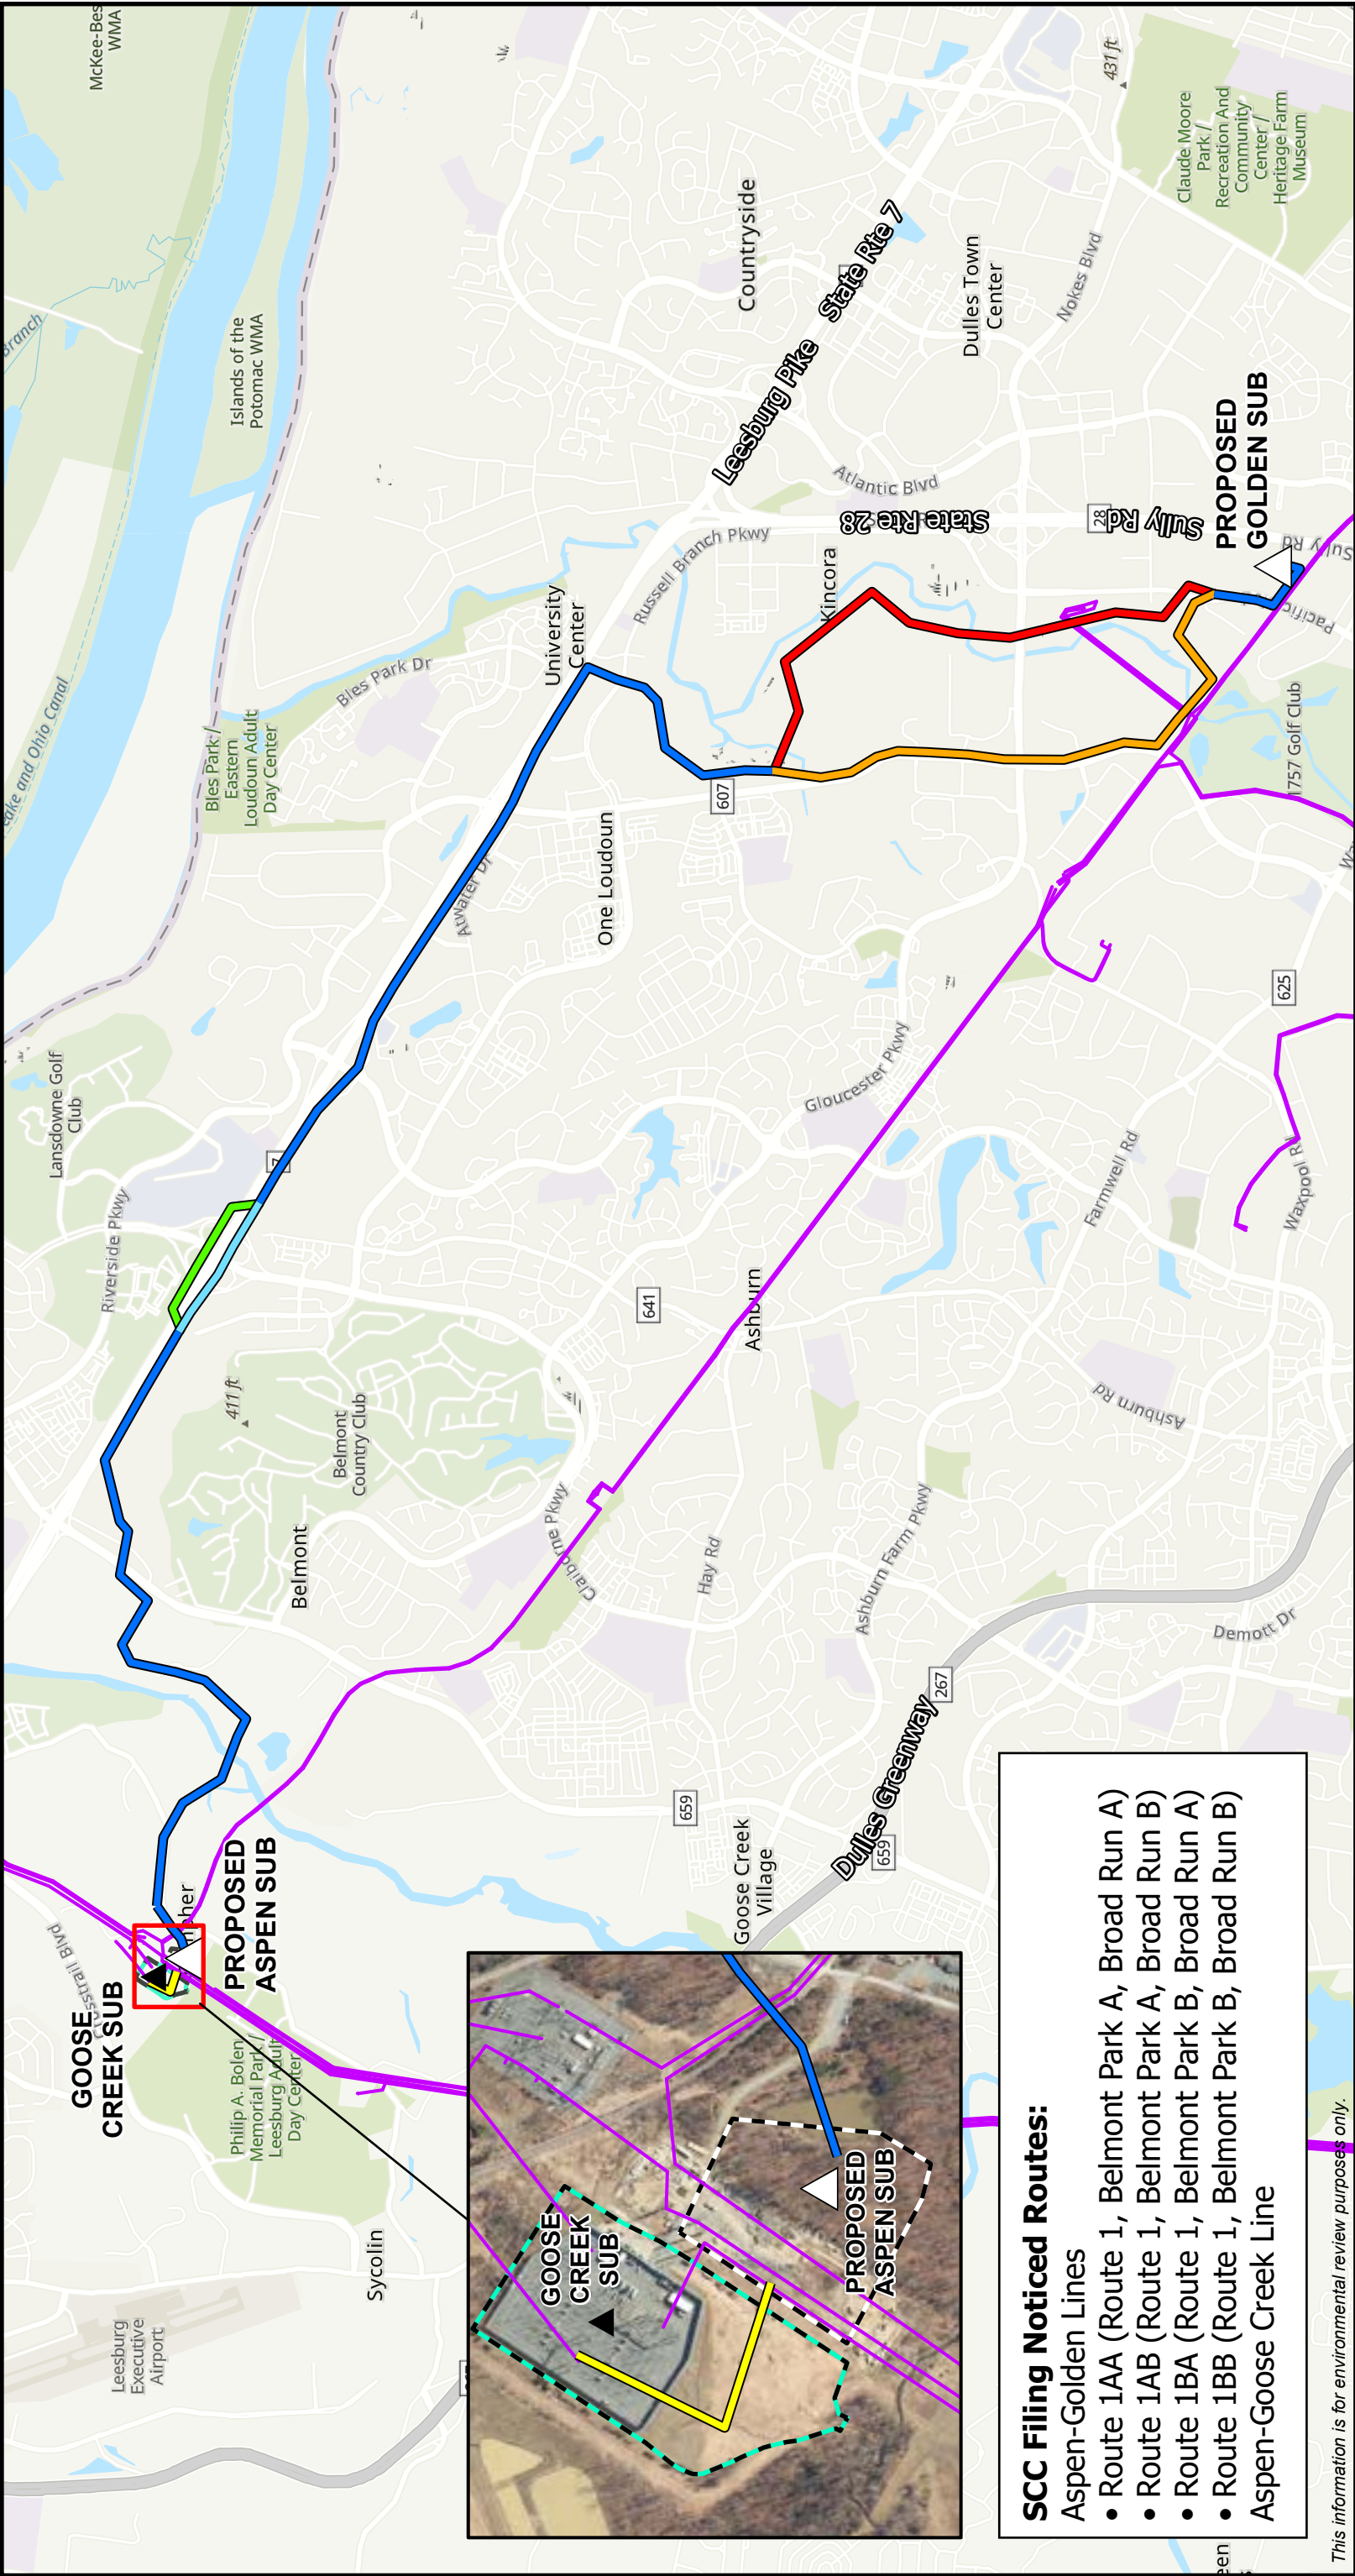 McKee-Bes
WMA
Branch
Islands of the
Potomac WMA
ake and Ohio Canal
Bles Park /
Eastern
Loudoun Adult
Day Center
Bles Park Dr
University
Center
Countryside
Leesburg Pike
State Rte 7
Dulles Town
Center
Nokes Blvd
431 ft
Claude Moore
Park /
Recreation And
Community
Center /
Heritage Farm
Museum
Russell Branch Pkwy
Atlantic Blvd
State Rte 28
28
Sully Rd
Sully Rd
Kincora
PROPOSED
GOLDEN SUB
Pacific
607
One Loudoun
Atwater Dr
1757 Golf Club
Lansdowne Golf
Club
Riverside Pkwy
7
Gloucester Pkwy
625
Farmwell Rd
Waxpool Rd
641
Ashburn
Ashburn Rd
411 ft
Belmont
Country Club
Belmont
Claiborne Pkwy
Hay Rd
Ashburn Farm Pkwy
Demott Dr
267
Dulles Greenway
659
659
Goose Creek
Village
PROPOSED
ASPEN SUB
GOOSE
CREEK SUB
Philip A. Bolen
Memorial Park /
Leesburg Adult
Day Center
Sycolin
Leesburg
Executive
Airport
GOOSE
CREEK
SUB
PROPOSED
ASPEN SUB
SCC Filing Noticed Routes:
Aspen-Golden Lines
• Route 1AA (Route 1, Belmont Park A, Broad Run A)
• Route 1AB (Route 1, Belmont Park A, Broad Run B)
• Route 1BA (Route 1, Belmont Park B, Broad Run A)
• Route 1BB (Route 1, Belmont Park B, Broad Run B)
Aspen-Goose Creek Line
This information is for environmental review purposes only.